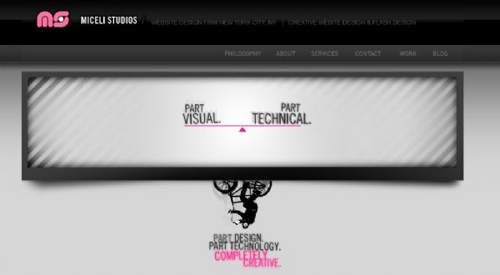 MS MICELI STUDIOS / WEBSITE DESIGN FIRM NEW YORK CITY, NY | CREATIVE WEBSITE DESIGN & FLASH DESIGN
PHILOSOPHY ABOUT SERVICES CONTACT WORK BLOG
PART PART
VISUAL. TECHNICAL.
PART DESIGN.
PART TECHNOLOGY.
COMPLETELY
CREATIVE.